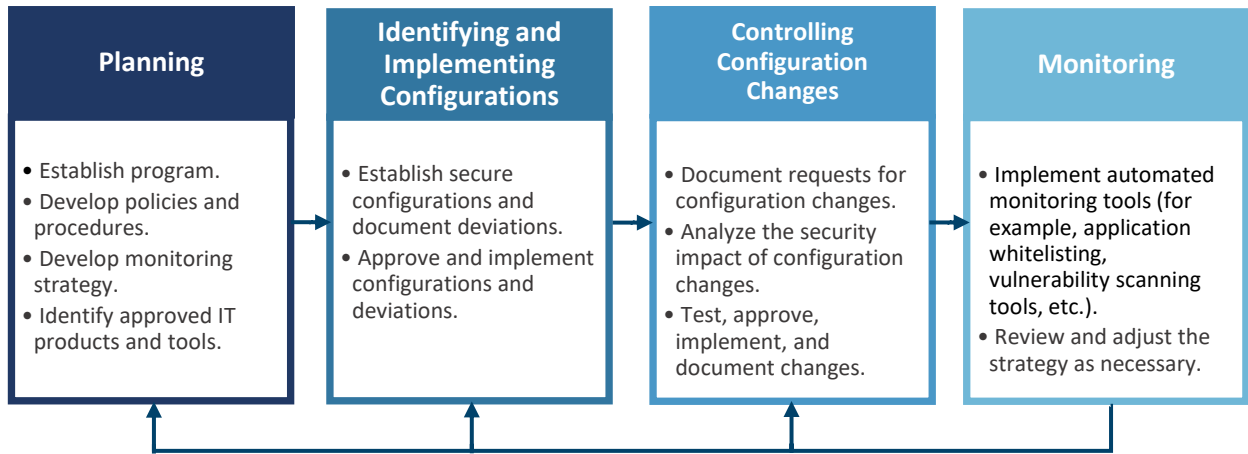 Planning
• Establish program.
• Develop policies and
procedures.
• Develop monitoring
strategy.
• Identify approved IT
products and tools.
Identifying and
Implementing
Configurations
• Establish secure
configurations and
document deviations.
• Approve and implement
configurations and
deviations.
Controlling
Configuration
Changes
• Document requests for
configuration changes.
• Analyze the security
impact of configuration
changes.
• Test, approve,
implement, and
document changes.
Monitoring
• Implement automated
monitoring tools (for
example, application
whitelisting,
vulnerability scanning
tools, etc.).
• Review and adjust the
strategy as necessary.